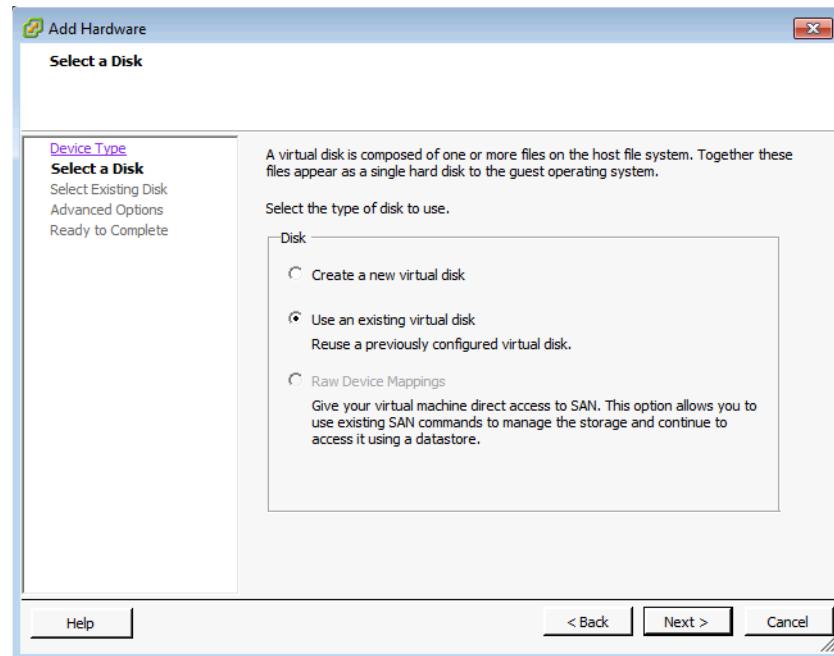 Add Hardware
Select a Disk
Device Type
Select a Disk
Select Existing Disk
Advanced Options
Ready to Complete
A virtual disk is composed of one or more files on the host file system. Together these
files appear as a single hard disk to the guest operating system.
Select the type of disk to use.
Disk
Create a new virtual disk
Use an existing virtual disk
Reuse a previously configured virtual disk.
Raw Device Mappings
Give your virtual machine direct access to SAN. This option allows you to
use existing SAN commands to manage the storage and continue to
access it using a datastore.
Help
< Back
Next >
Cancel